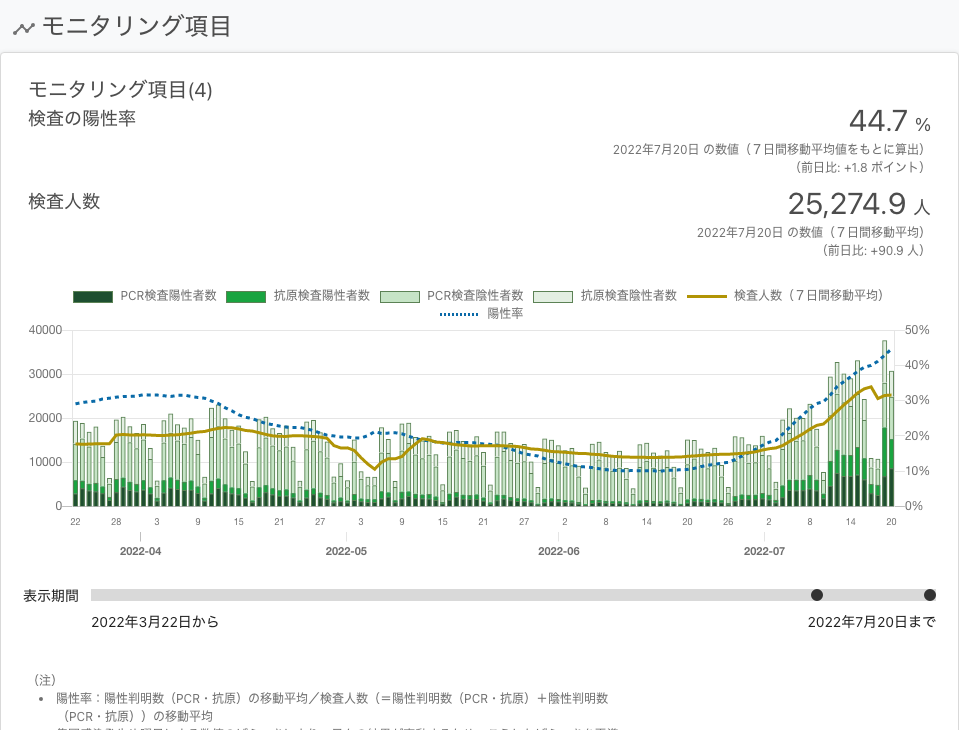 モニタリング項目
モニタリング項目(4)
検査の陽性率
44.7 %
2022年7月20日 の数値（７日間移動平均値をもとに算出）
（前日比: +1.8 ポイント）
検査人数
25,274.9 人
2022年7月20日 の数値（７日間移動平均）
（前日比: +90.9 人）
PCR検査陽性者数 抗原検査陽性者数 PCR検査陰性者数 抗原検査陰性者数 検査人数（７日間移動平均）
陽性率
40000 50%
40%
30000
30%
20000
20%
10000
10%
0 0%
22 28 3 9 15 21 27 3 9 15 21 27 2 8 14 20 26 2 8 14 20
2022-04 2022-05 2022-06 2022-07
表示期間
2022年3月22日から 2022年7月20日まで
（注）
• 陽性率：陽性判明数（PCR・抗原）の移動平均／検査人数（＝陽性判明数（PCR・抗原）＋陰性判明数
（PCR・抗原））の移動平均